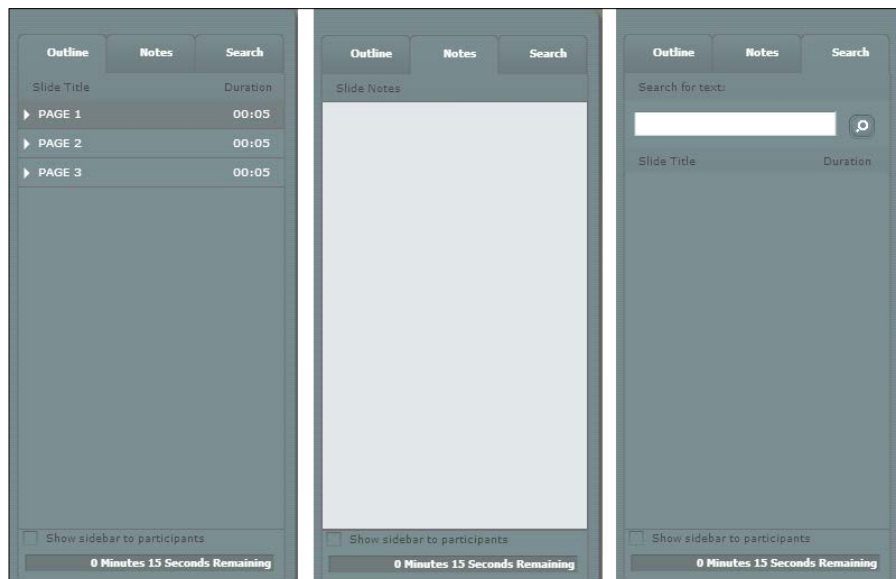 Outline Notes Search
Slide Title Duration
PAGE 1 00:05
PAGE 2 00:05
PAGE 3 00:05
Show sidebar to participants
0 Minutes 15 Seconds Remaining
Outline Notes Search
Slide Notes
Show sidebar to participants
0 Minutes 15 Seconds Remaining
Outline Notes Search
Search for text:
Slide Title Duration
Show sidebar to participants
0 Minutes 15 Seconds Remaining